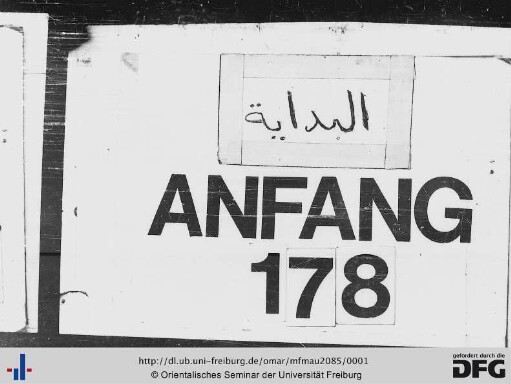 البداية
ANFANG
178
http://dl.ub.uni-freiburg.de/omar/mfmau2085/0001
© Orientalisches Seminar der Universität Freiburg
gefördert durch die
DFG